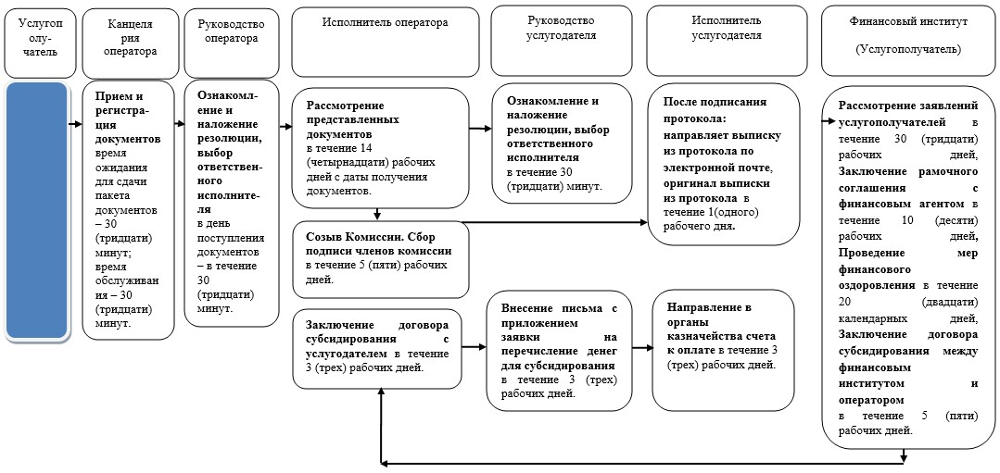 Услугоп
олу-
чатель
Канцеля
рия
оператора
Руководство
оператора
Исполнитель оператора
Руководство
услугодателя
Исполнитель
услугодателя
Финансовый институт
(Услугополучатель)
Прием и
регистра-
ция
документов
время
ожидания
для сдачи
пакета
документов
– 30
(тридцати)
минут;
время
обслуживан
ия – 30
(тридцати)
минут.
Ознакомл-
ение и
наложение
резолюции,
выбор
ответствен-
ного
исполните-
ля
в день
поступления
документов
– в течение
30
(тридцати)
минут.
Рассмотрение
представленных
документов
в течение 14
(четырнадцати) рабочих
дней с даты получения
документов.
Созыв Комиссии. Сбор
подписи членов комиссии
в течение 5 (пяти) рабочих
дней.
Ознакомление и
наложение
резолюции, выбор
ответственного
исполнителя
в течение 30
(тридцати) минут.
После подписания
протокола:
направляет выписку
из протокола по
электронной почте,
оригинал выписки
из протокола в
течение 1(одного)
рабочего дня.
Рассмотрение заявлений
услугополучателей в
течение 30 (тридцати)
рабочих дней,
Заключение рамочного
соглашения с
финансовым агентом в
течение 10 (десяти)
рабочих дней,
Проведение мер
финансового
оздоровления в течение
20 (двадцати)
календарных дней,
Заключение договора
субсидирования между
финансовым
институтом и
оператором
в течение 5 (пяти)
рабочих дней.
Заключение договора
субсидирования с
услугодателем в течение
3 (трех) рабочих дней.
Внесение письма с
приложением
заявки на
перечисление денег
для субсидирования
в течение 3 (трех)
рабочих дней.
Направление в
органы
казначейства счета
к оплате в течение 3
(трех) рабочих дней.